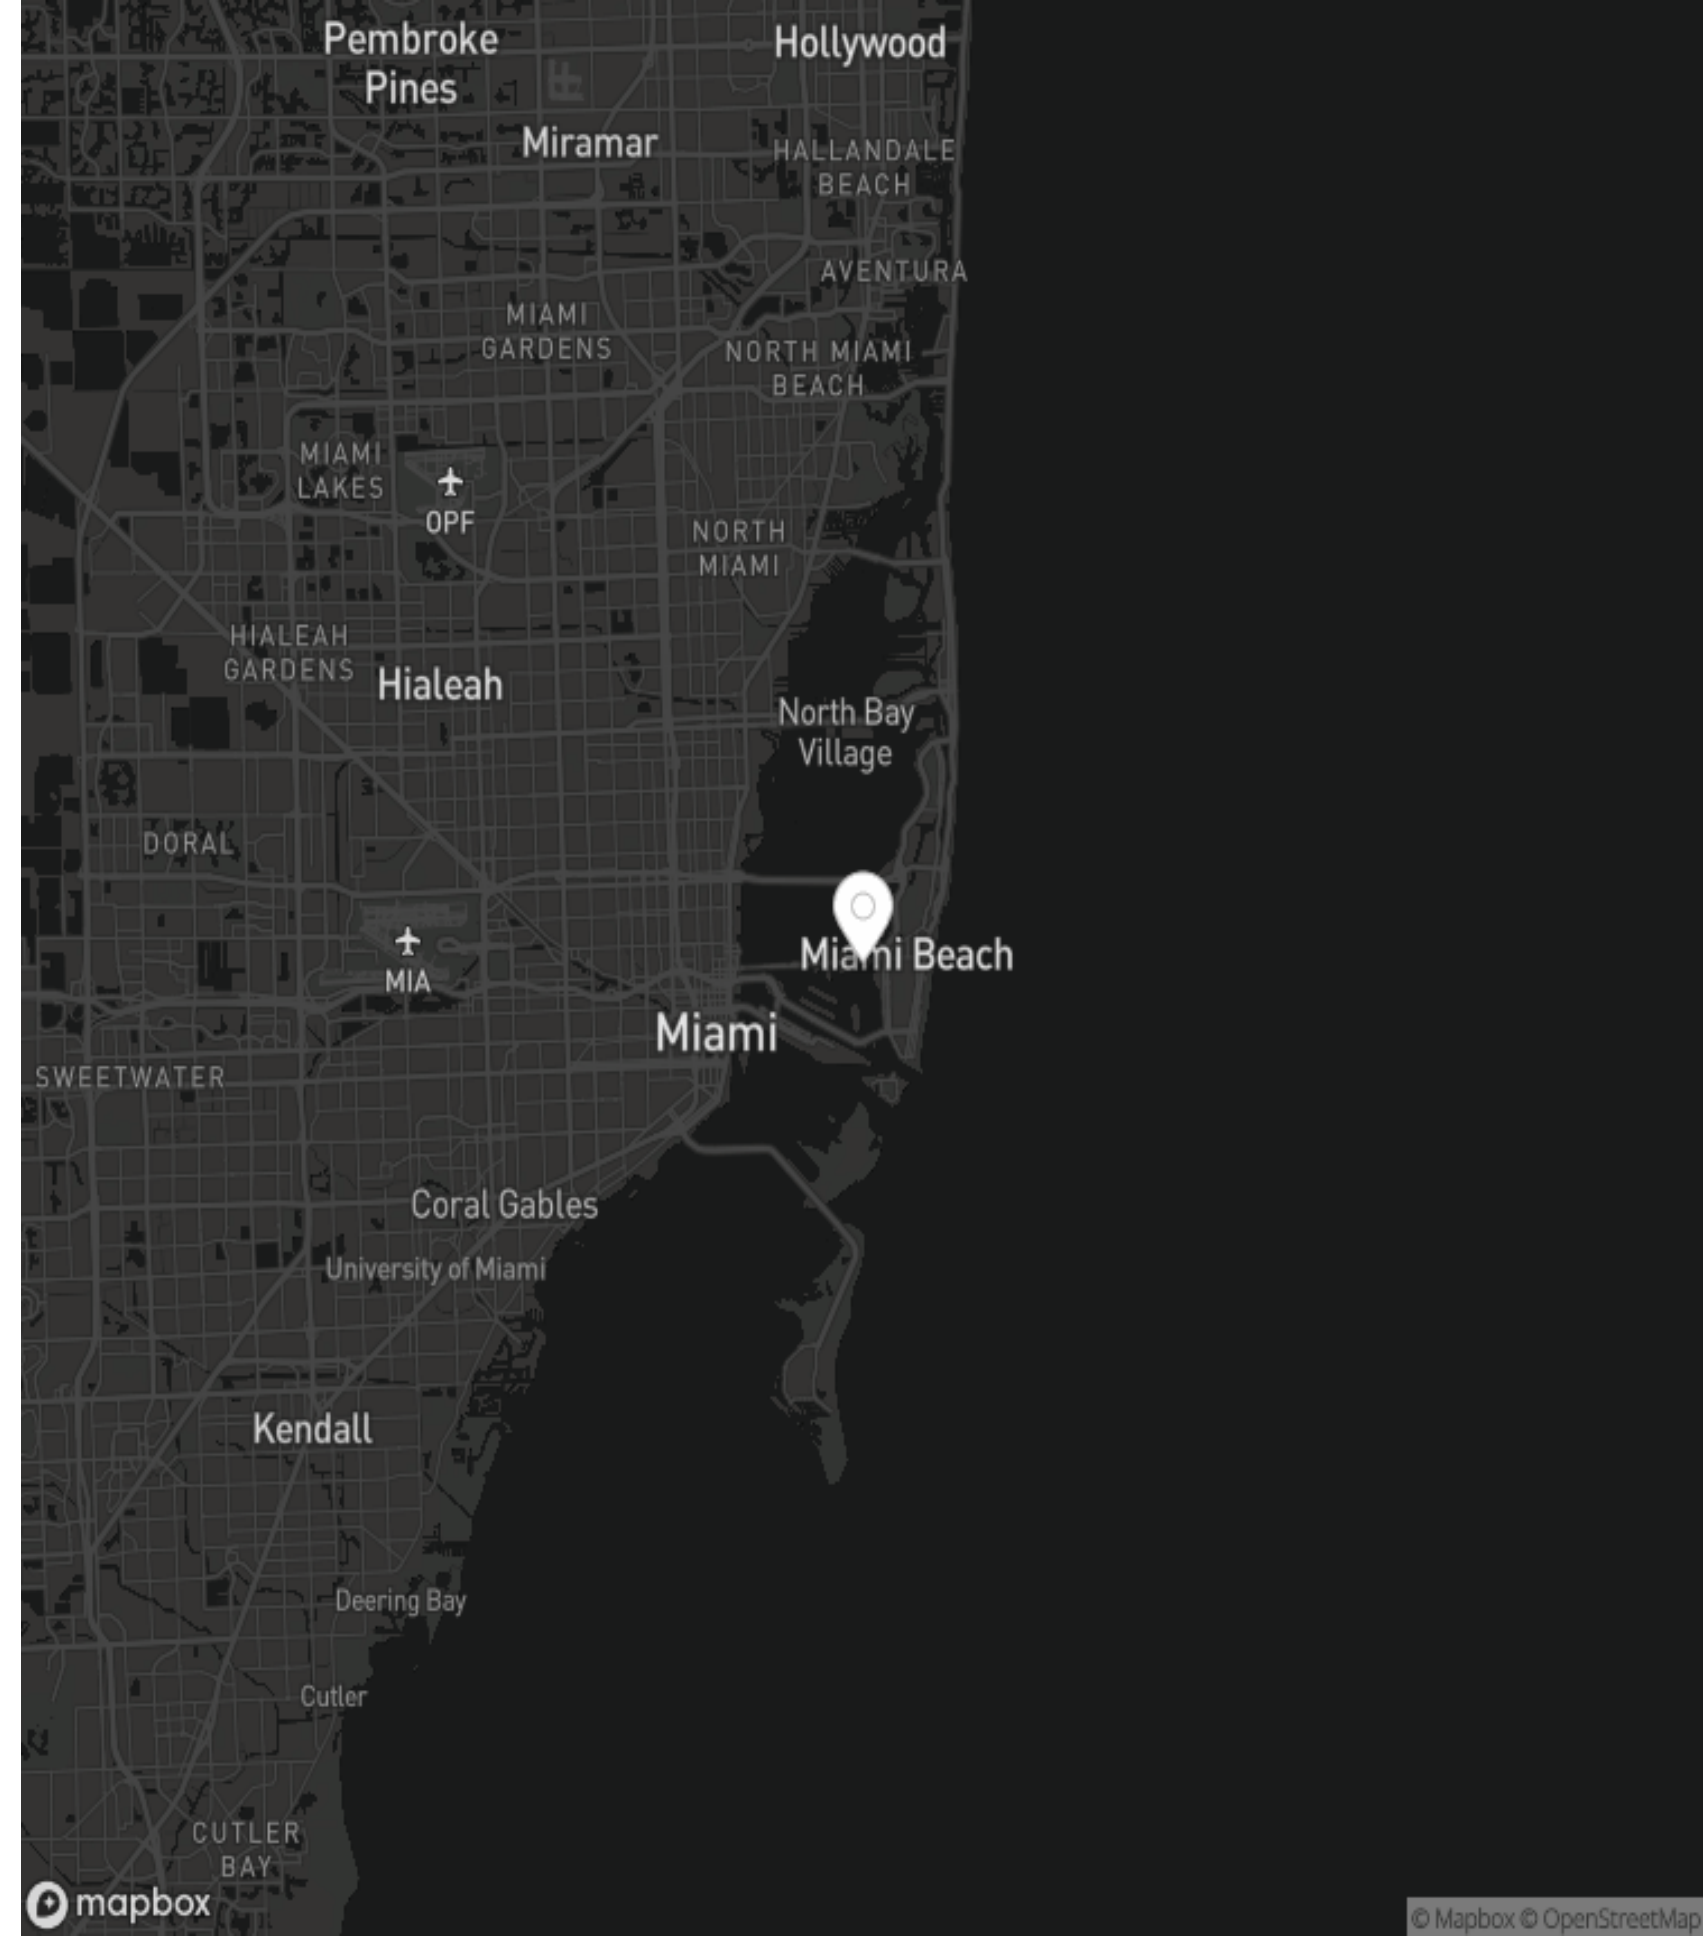 Pembroke
Pines
Hollywood
Miramar
HALLANDALE
BEACH
AVENTURA
MIAMI
GARDENS
NORTH MIAMI
BEACH
MIAMI
LAKES
OPF
NORTH
MIAMI
HIALEAH
GARDENS
Hialeah
North Bay
Village
DORAL
Miami Beach
MIA
Miami
SWEETWATER
Coral Gables
University of Miami
Kendall
Deering Bay
Cutler
CUTLER
BAY
mapbox
© Mapbox © OpenStreetMap